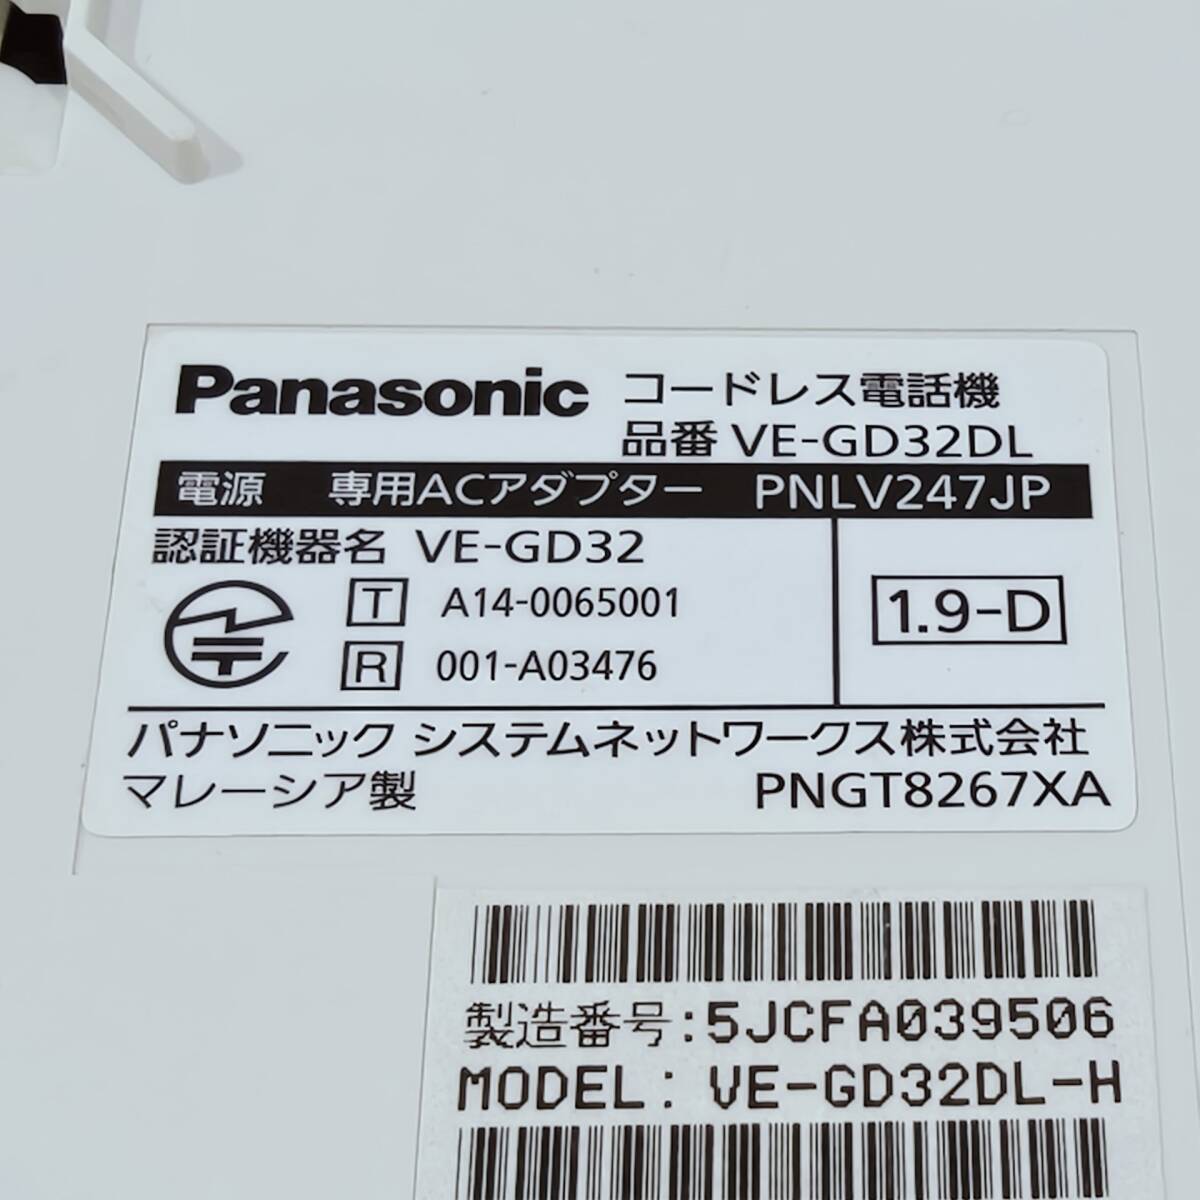 Panasonic コードレス電話機
品番 VE-GD32DL
電源 専用ACアダプター PNLV247JP
認証機器名 VE-GD32
T A14-0065001
R 001-A03476
1.9-D
パナソニック システムネットワークス株式会社
マレーシア製 PNGT8267XA
製造番号:5JCFA039506
MODEL: VE-GD32DL-H